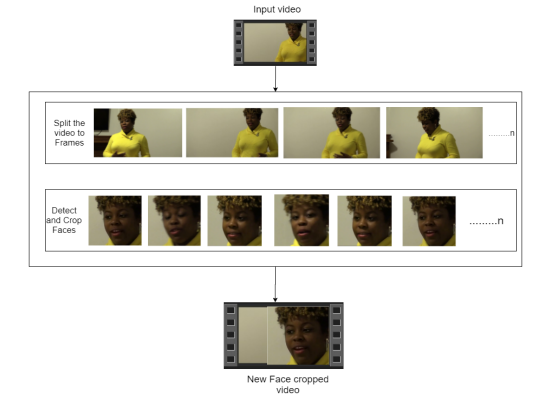 Input video
Split the
video to
Frames
.........n
Detect
and Crop
Faces
.........n
New Face cropped
video